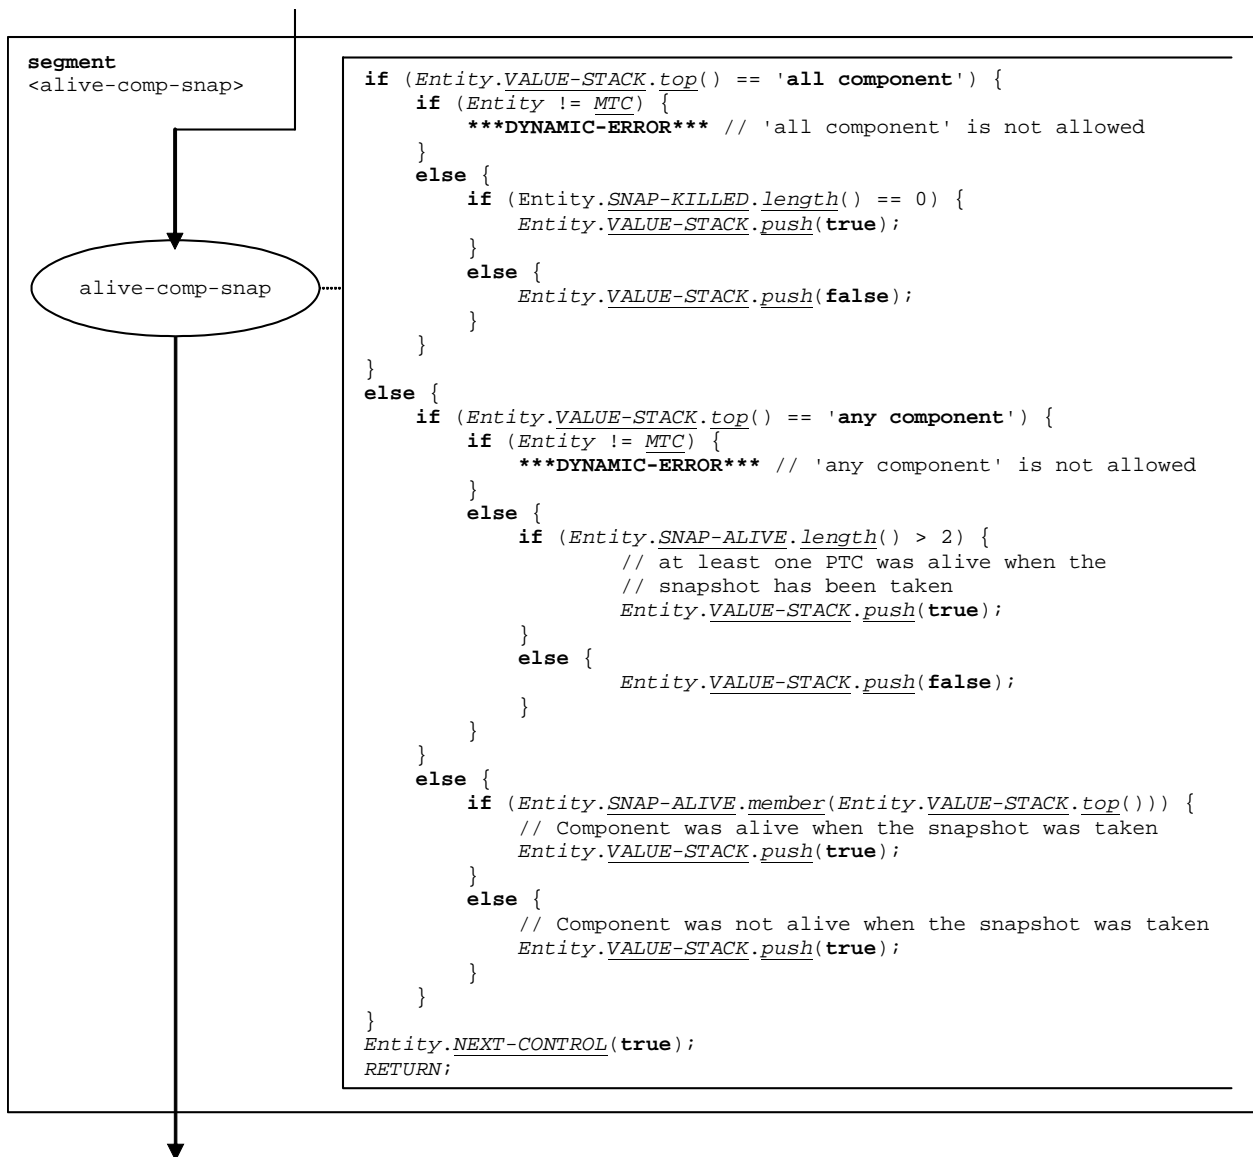 segment
<alive-comp-snap>
alive-comp-snap
if (Entity.VALUE-STACK.top() == 'all component') {
if (Entity != MTC) {
***DYNAMIC-ERROR*** // 'all component' is not allowed
}
else {
if (Entity.SNAP-KILLED.length() == 0) {
Entity.VALUE-STACK.push(true);
}
else {
Entity.VALUE-STACK.push(false);
}
}
}
else {
if (Entity.VALUE-STACK.top() == 'any component') {
if (Entity != MTC) {
***DYNAMIC-ERROR*** // 'any component' is not allowed
}
else {
if (Entity.SNAP-ALIVE.length() > 2) {
// at least one PTC was alive when the
// snapshot has been taken
Entity.VALUE-STACK.push(true);
}
else {
Entity.VALUE-STACK.push(false);
}
}
}
else {
if (Entity.SNAP-ALIVE.member(Entity.VALUE-STACK.top())) {
// Component was alive when the snapshot was taken
Entity.VALUE-STACK.push(true);
}
else {
// Component was not alive when the snapshot was taken
Entity.VALUE-STACK.push(true);
}
}
}
Entity.NEXT-CONTROL(true);
RETURN;